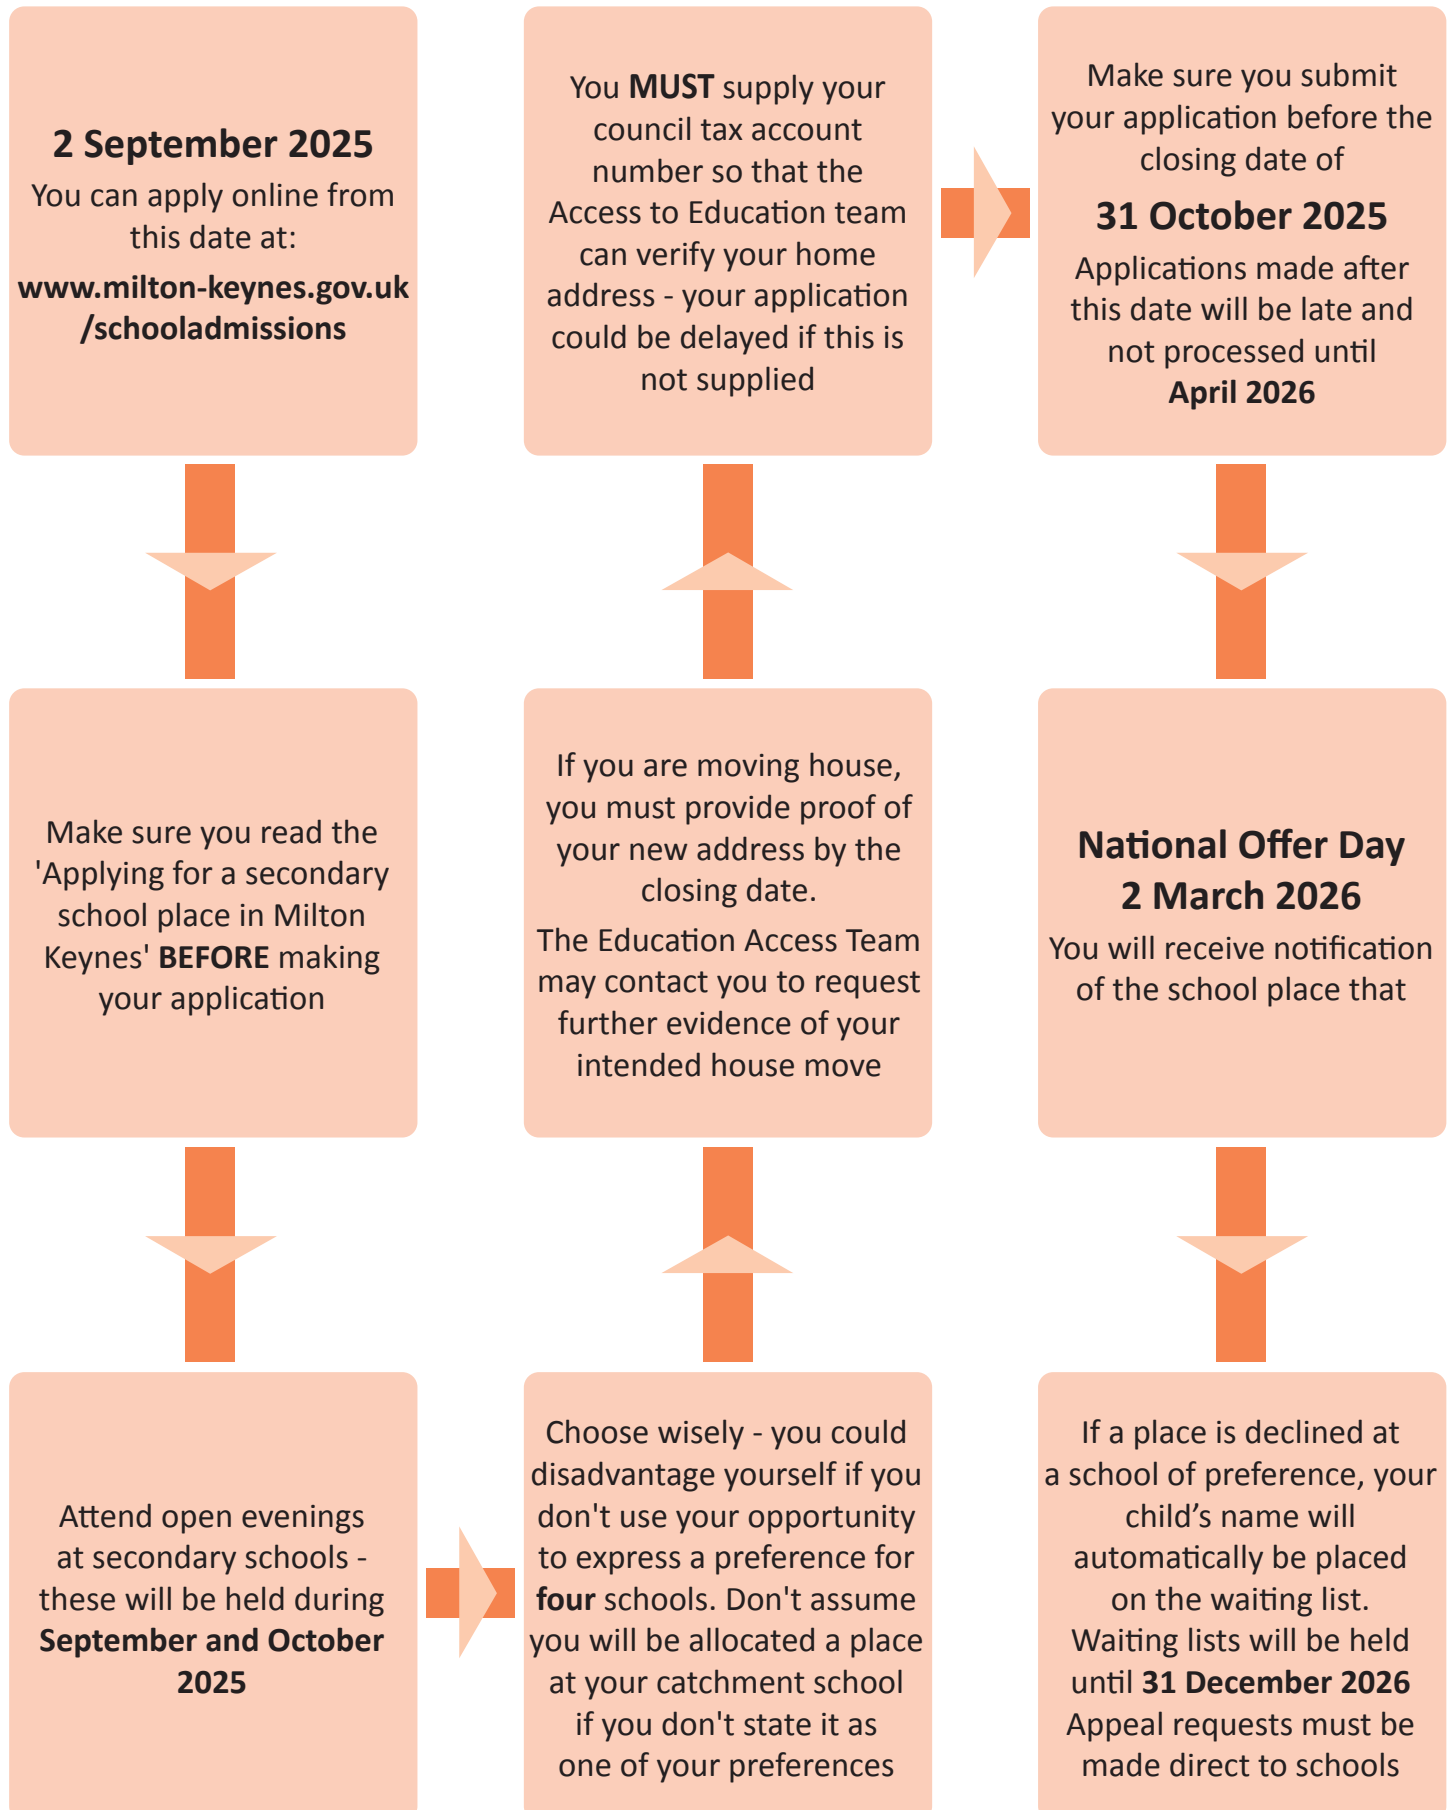 2 September 2025
You can apply online from
this date at:
www.milton-keynes.gov.uk
/schooladmissions
Make sure you read the
'Applying for a secondary
school place in Milton
Keynes' BEFORE making
your application
Attend open evenings
at secondary schools -
these will be held during
September and October
2025
Choose wisely - you could
disadvantage yourself if you
don't use your opportunity
to express a preference for
four schools. Don't assume
you will be allocated a place
at your catchment school
if you don't state it as
one of your preferences
If you are moving house,
you must provide proof of
your new address by the
closing date.
The Education Access Team
may contact you to request
further evidence of your
intended house move
You MUST supply your
council tax account
number so that the
Access to Education team
can verify your home
address - your application
could be delayed if this is
not supplied
Make sure you submit
your application before the
closing date of
31 October 2025
Applications made after
this date will be late and
not processed until
April 2026
National Offer Day
2 March 2026
You will receive notification
of the school place that
If a place is declined at
a school of preference, your
child’s name will
automatically be placed
on the waiting list.
Waiting lists will be held
until 31 December 2026
Appeal requests must be
made direct to schools